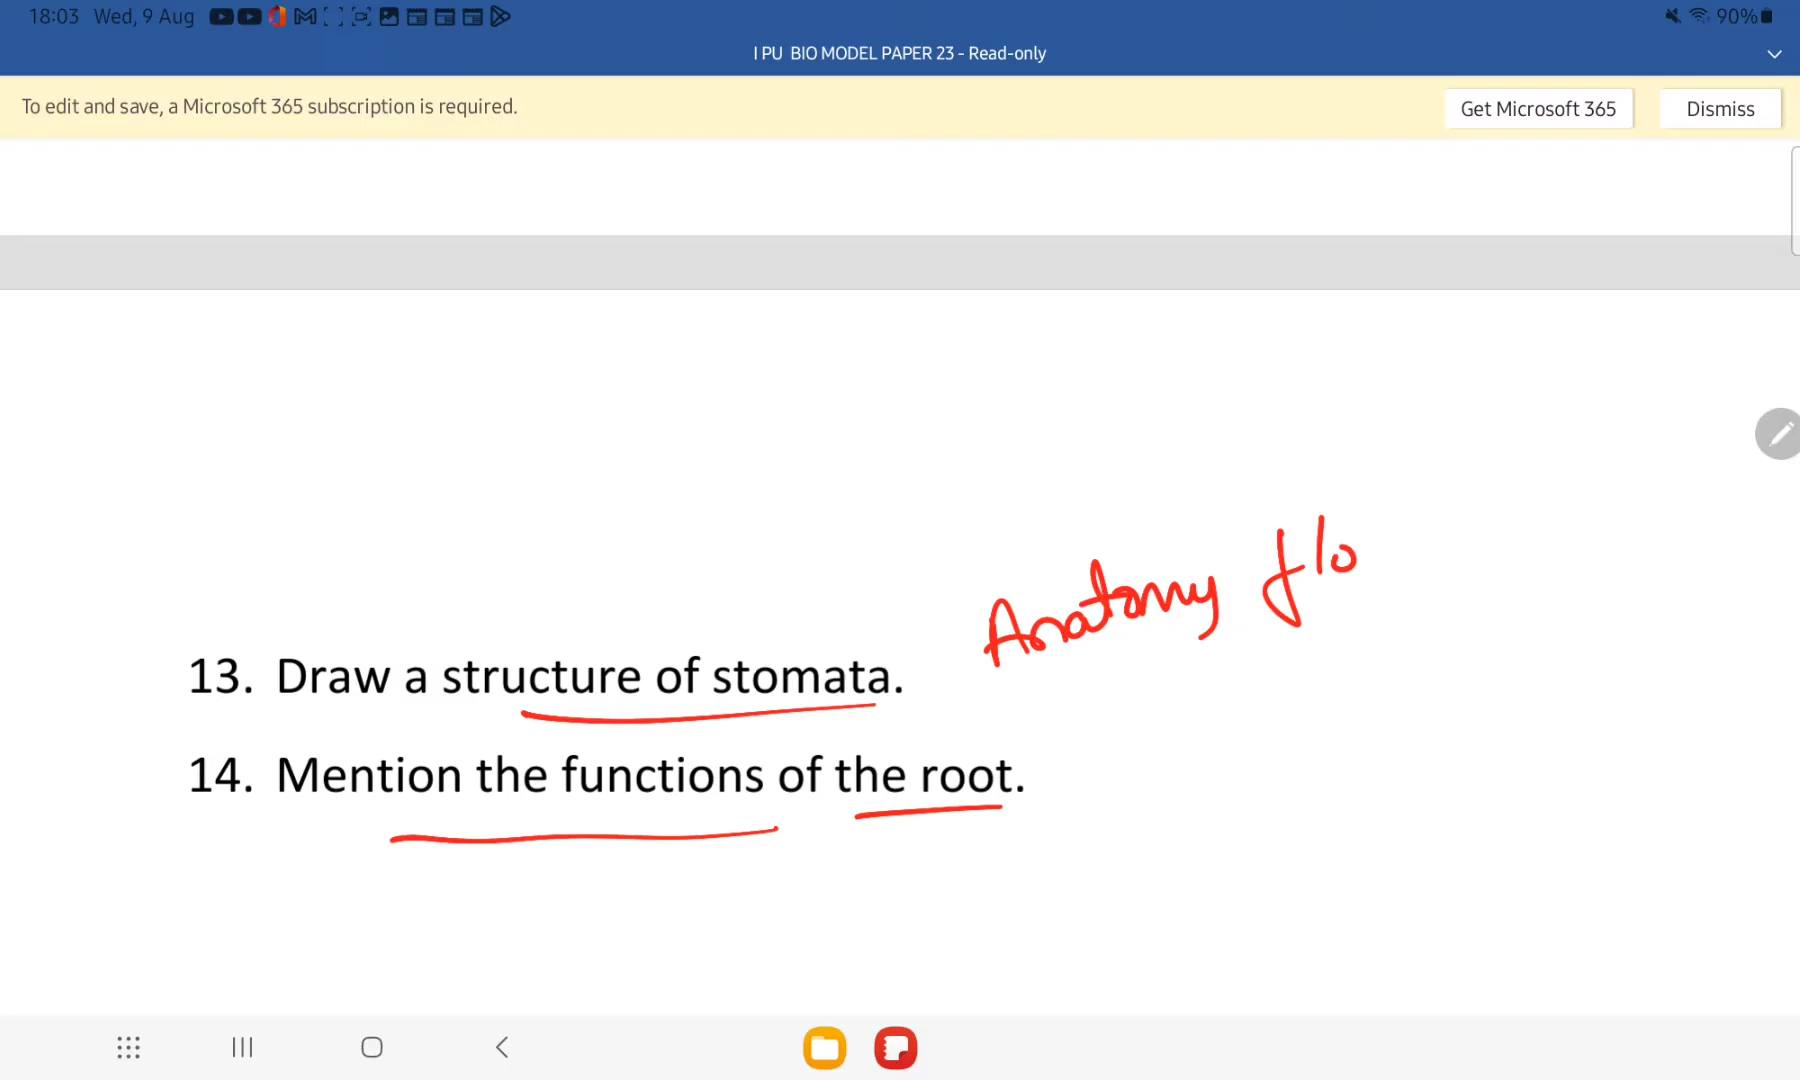 18:03 Wed, 9 Aug 90%
I PU BIO MODEL PAPER 23 - Read-only
To edit and save, a Microsoft 365 subscription is required. Get Microsoft 365 Dismiss
Anatomy flo
13. Draw a structure of stomata.
14. Mention the functions of the root.